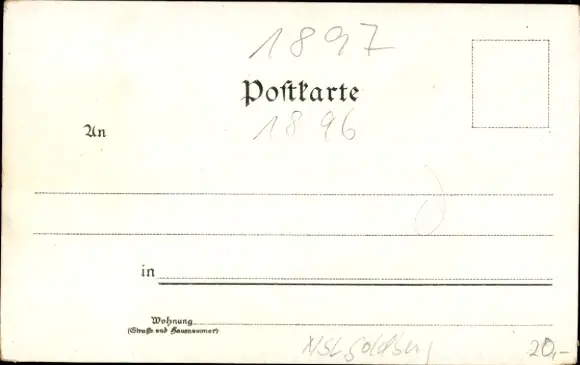 1897
Postkarte
1896
An
in
Wohnung
(Straße und Hausnummer)
20,-